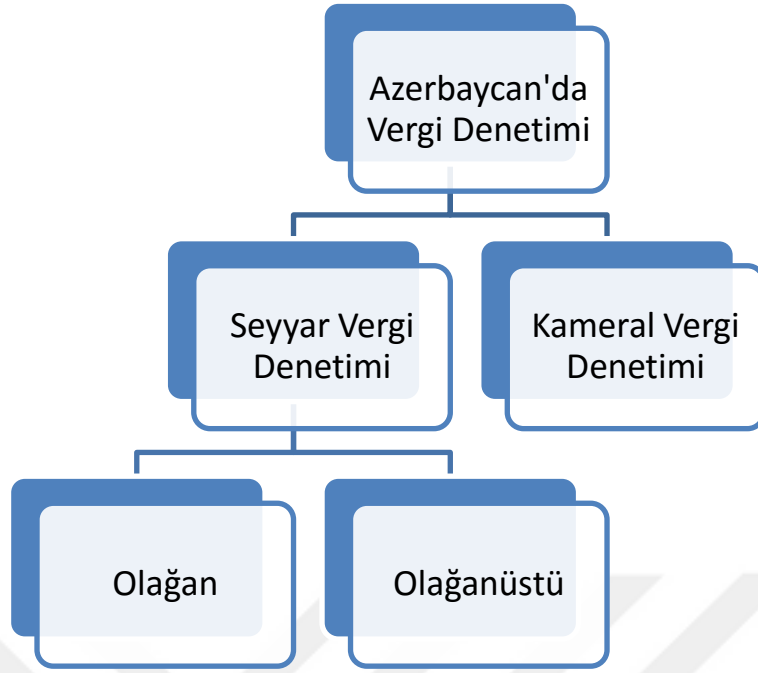 Azerbaycan'da
Vergi Denetimi
Seyyar Vergi
Denetimi
Kameral Vergi
Denetimi
Olağan
Olağanüstü